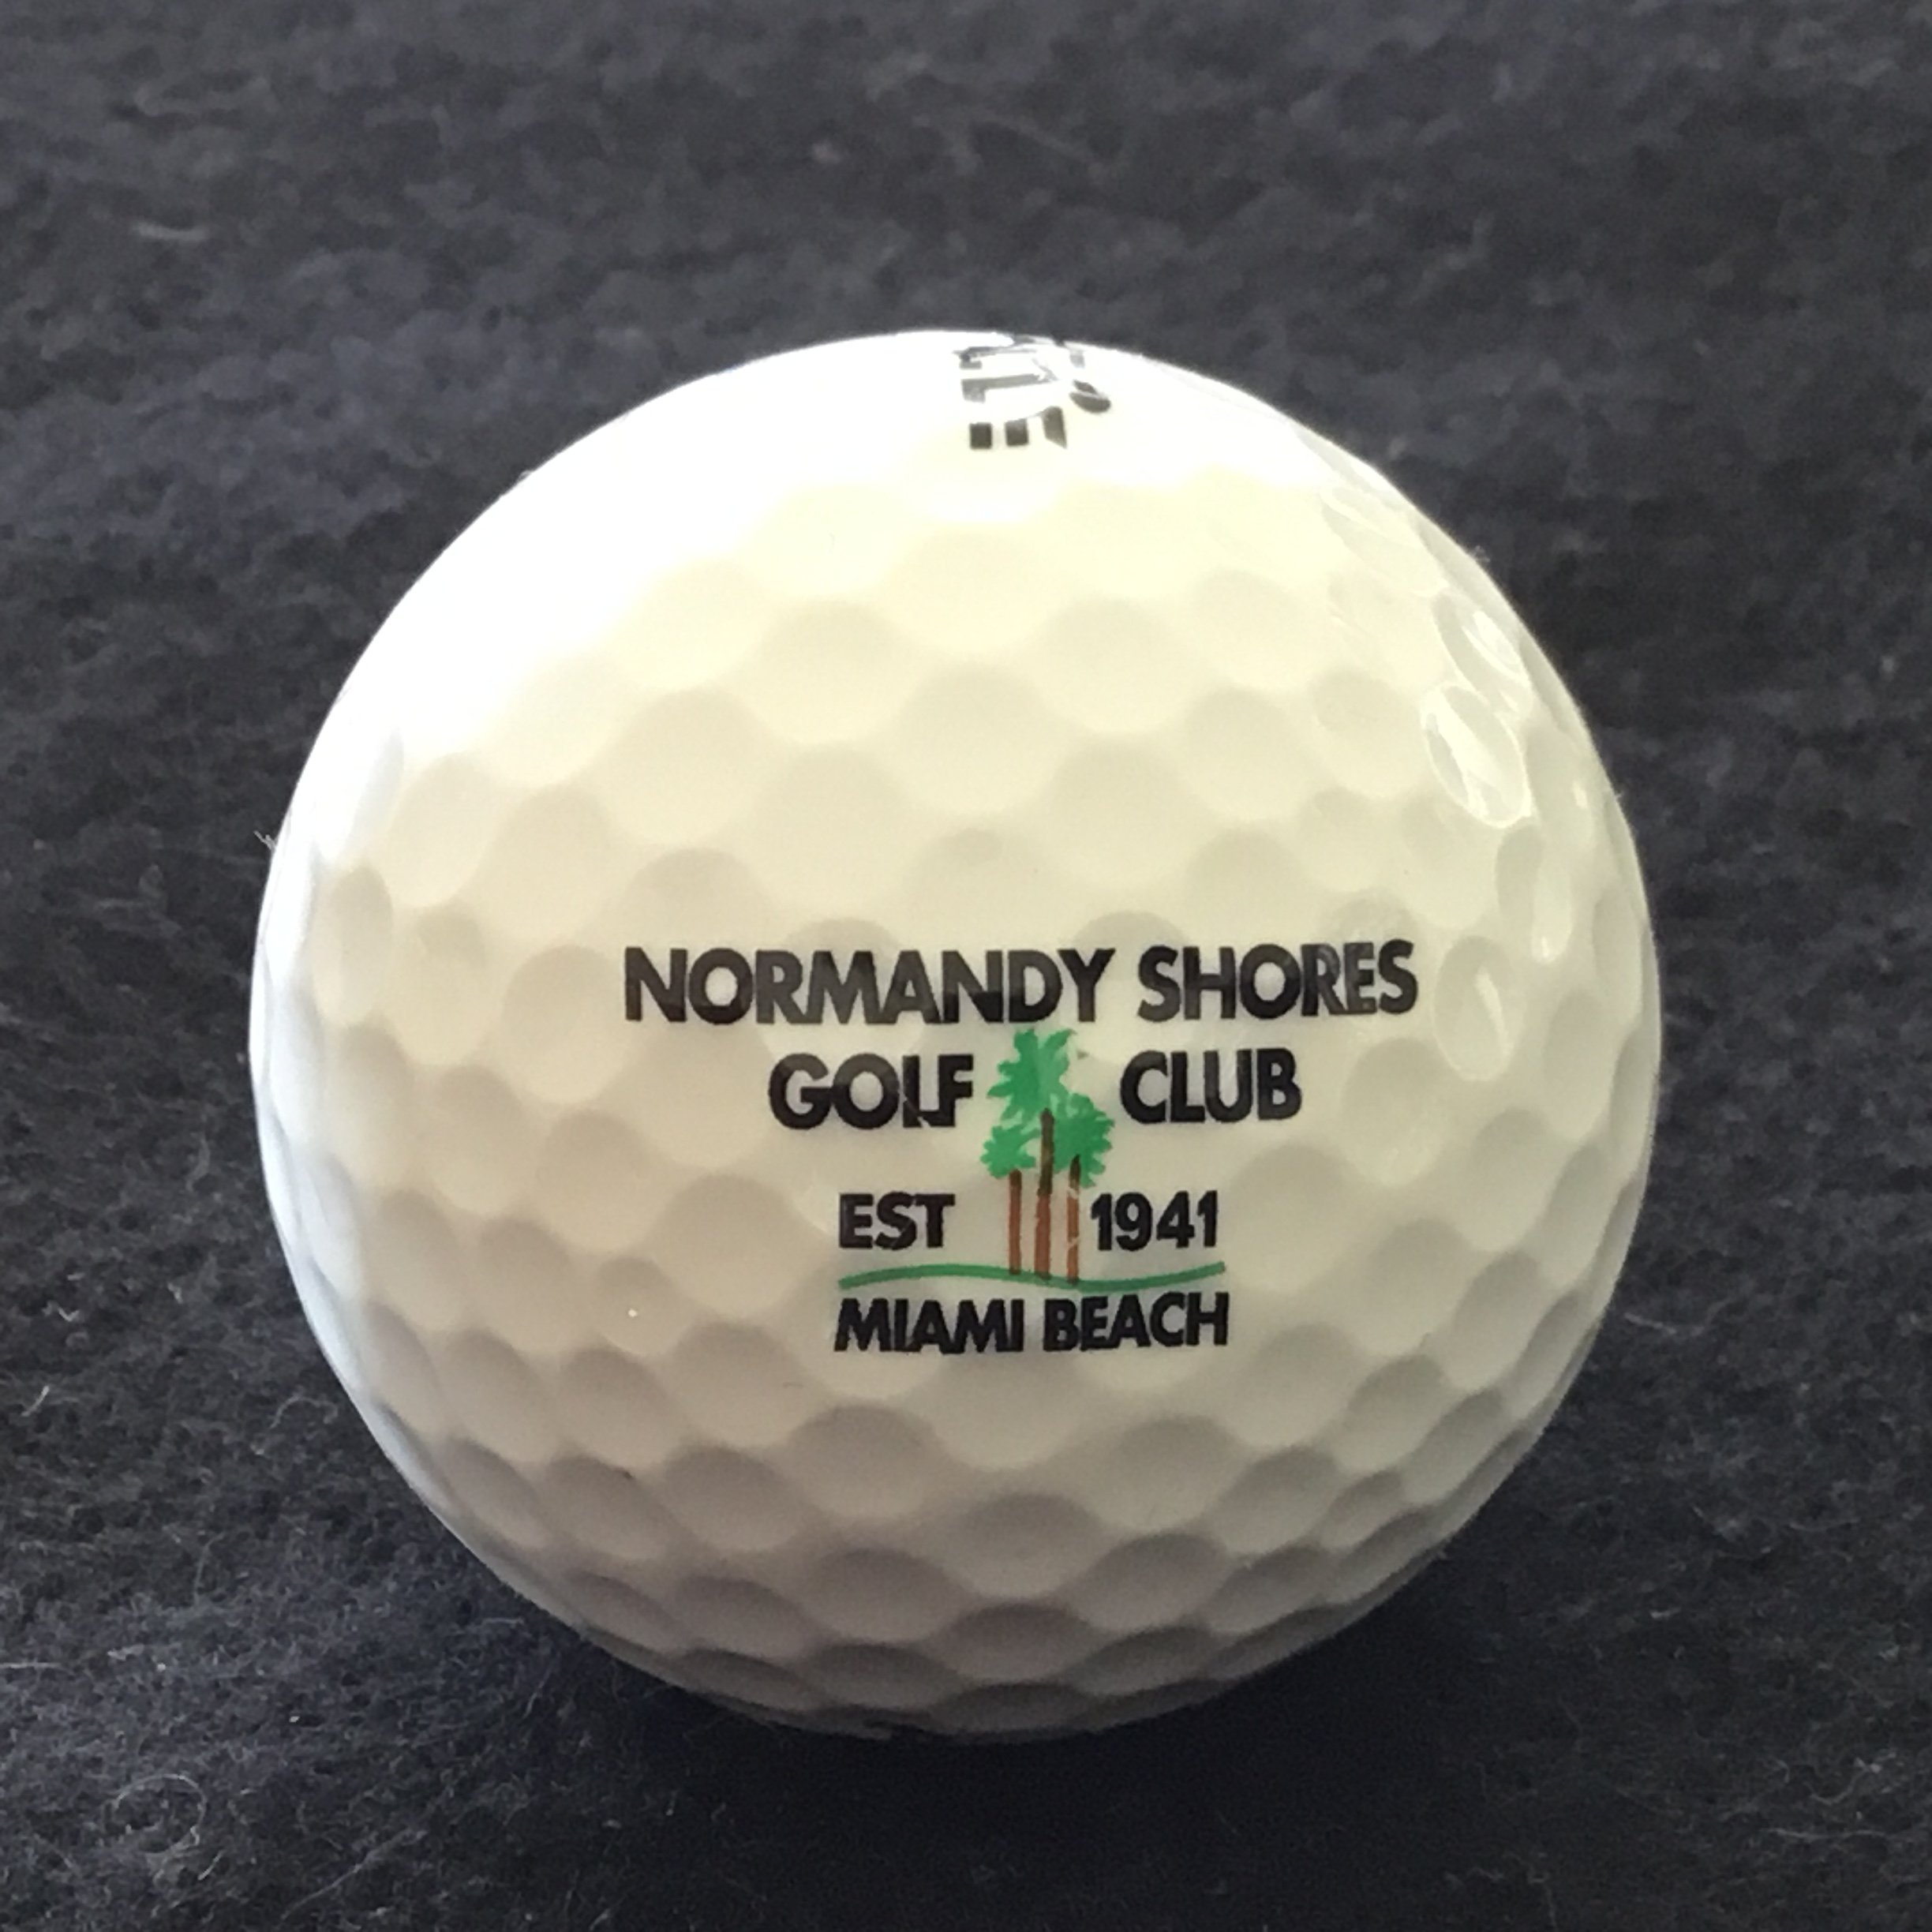 NORMANDY SHORES
GOLF CLUB
EST 1941
MIAMI BEACH